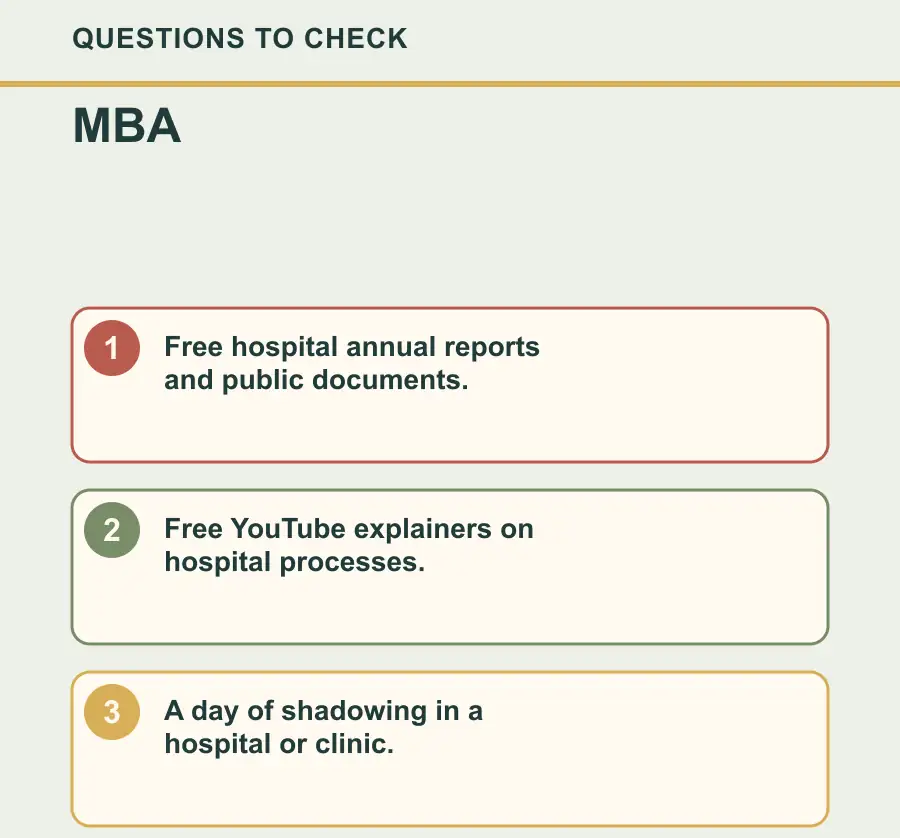 QUESTIONS TO CHECK
MBA
1
Free hospital annual reports
and public documents.
2
Free YouTube explainers on
hospital processes.
3
A day of shadowing in a
hospital or clinic.